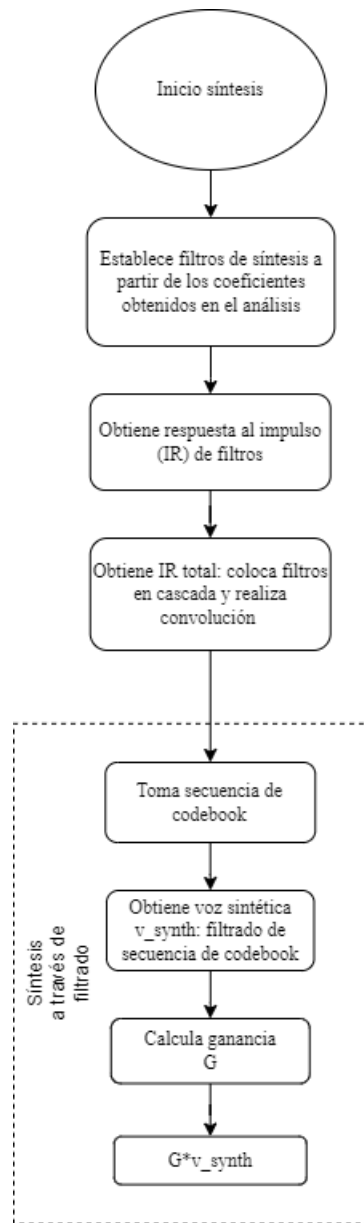 Inicio síntesis
Establece filtros de síntesis a
partir de los coeficientes
obtenidos en el análisis
Obtiene respuesta al impulso
(IR) de filtros
Obtiene IR total: coloca filtros
en cascada y realiza
convolución
Síntesis
a través de
filtrado
Toma secuencia de
codebook
Obtiene voz sintética
v_synth: filtrado de
secuencia de codebook
Calcula ganancia
G
G*v_synth